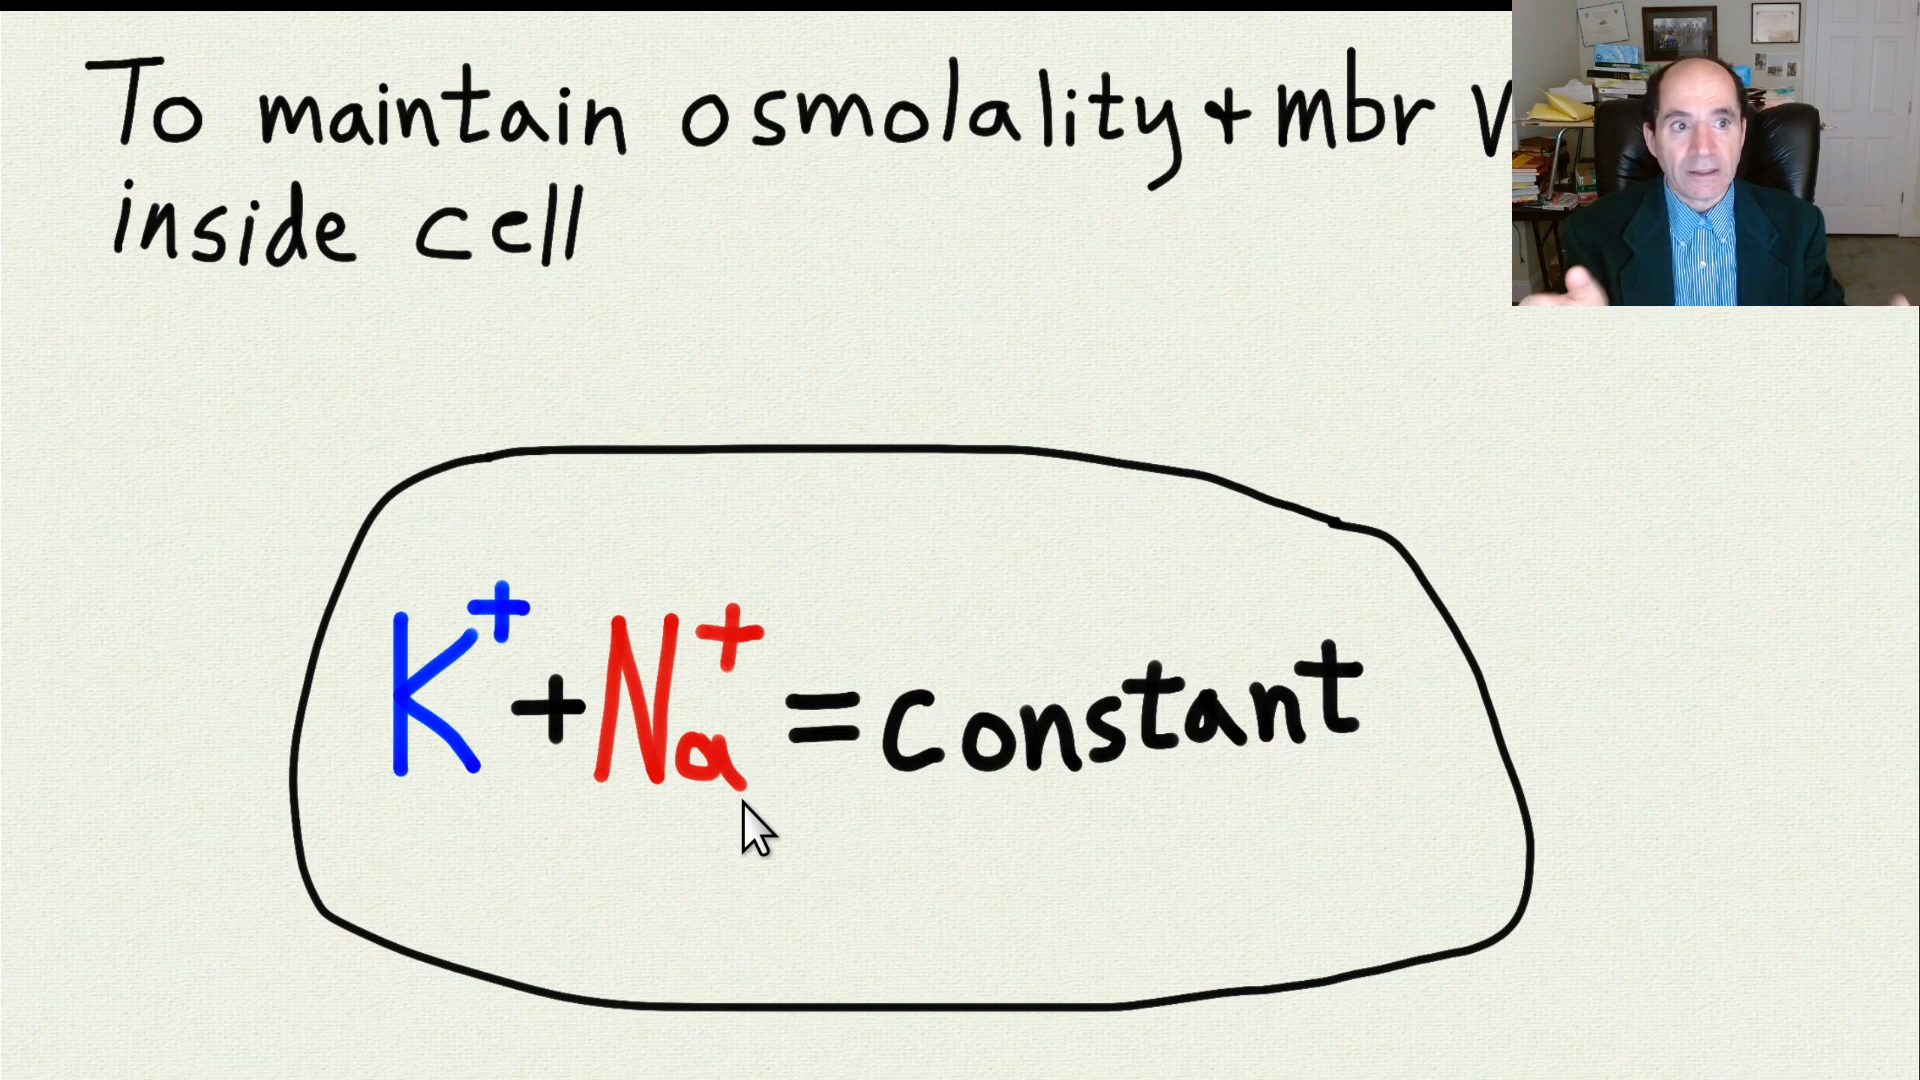 To maintain osmolality + mbr V
inside cell
K⁺ + Na⁺ = constant